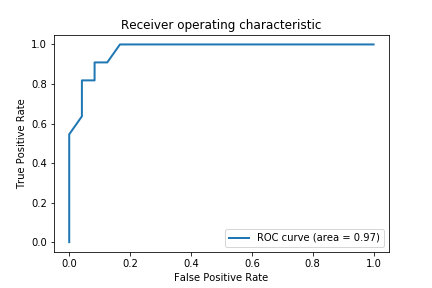 Receiver operating characteristic
True Positive Rate
1.0
0.8
0.6
0.4
0.2
0.0
ROC curve (area = 0.97)
0.0 0.2 0.4 0.6 0.8 1.0
False Positive Rate